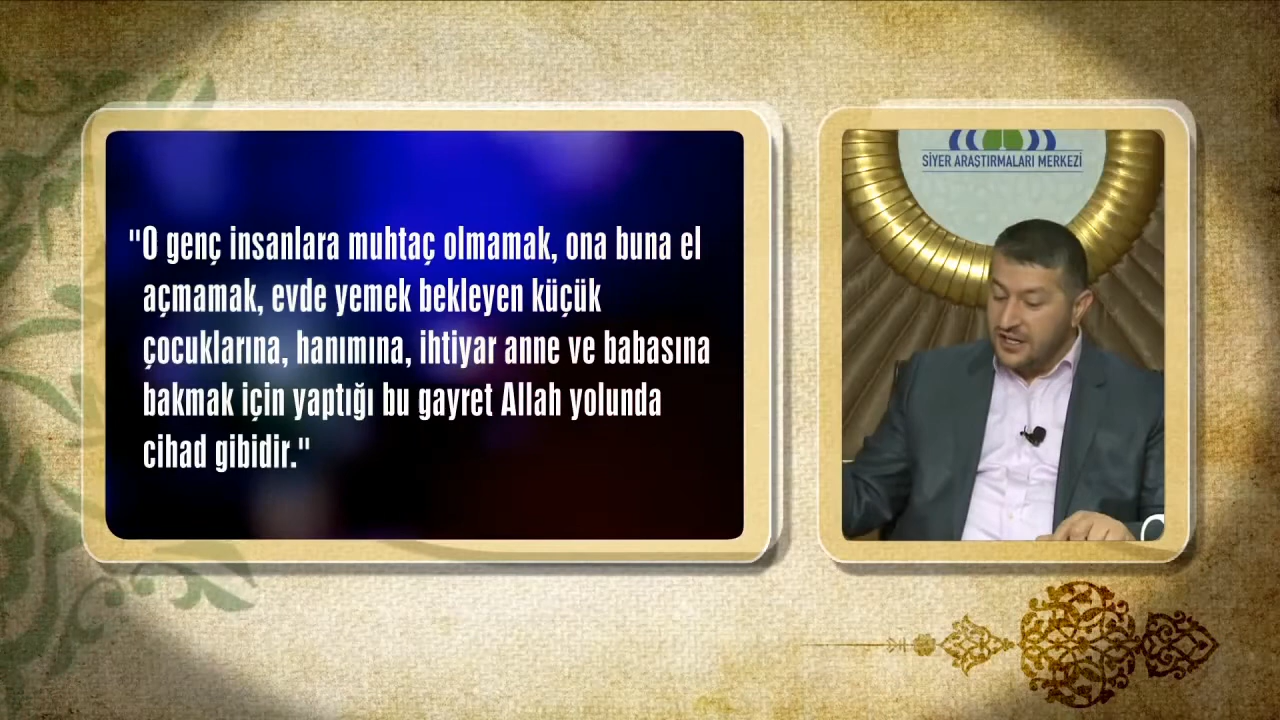 "O genç insanlara muhtaç olmamak, ona buna el
açmamak, evde yemek bekleyen küçük
çocuklarına, hanımına, ihtiyar anne ve babasına
bakmak için yaptığı bu gayret Allah yolunda
cihad gibidir."
SİYER ARAŞTIRMALARI MERKEZİ